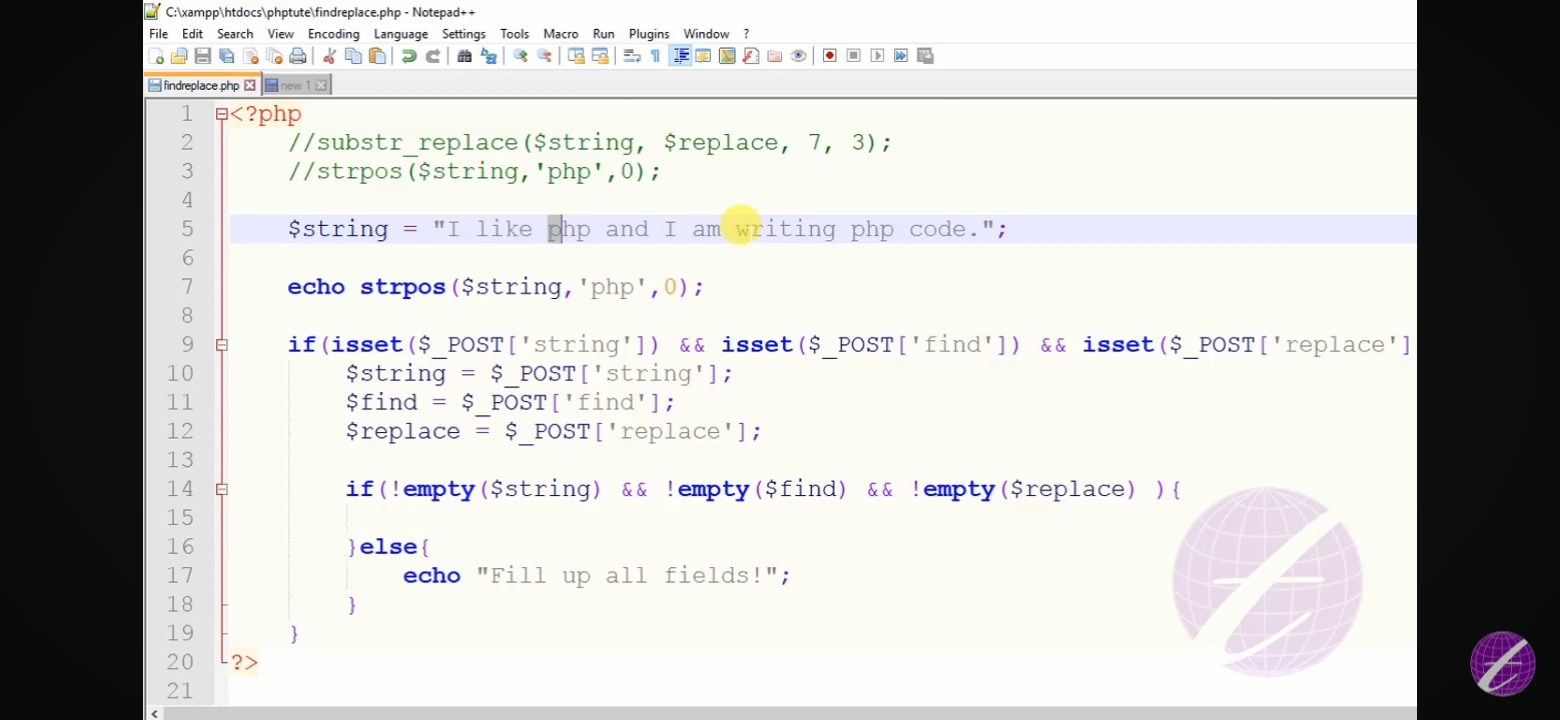 C:\xampp\htdocs\phptute\findreplace.php - Notepad++
File Edit Search View Encoding Language Settings Tools Macro Run Plugins Window ?
findreplace.php new 1
1 <?php
2 //substr_replace($string, $replace, 7, 3);
3 //strpos($string,'php',0);
4
5 $string = "I like php and I am writing php code.";
6
7 echo strpos($string,'php',0);
8
9 if(isset($_POST['string']) && isset($_POST['find']) && isset($_POST['replace']
10 $string = $_POST['string'];
11 $find = $_POST['find'];
12 $replace = $_POST['replace'];
13
14 if(!empty($string) && !empty($find) && !empty($replace) ){
15
16 }else{
17 echo "Fill up all fields!";
18 }
19 }
20 ?>
21